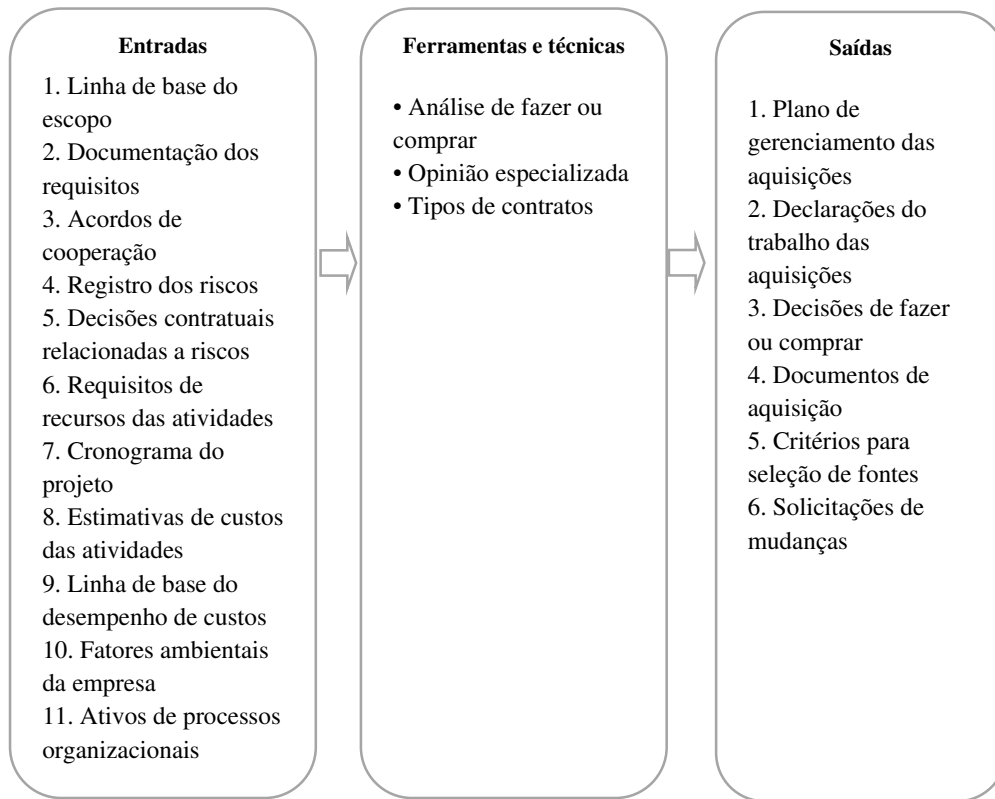 Entradas
1. Linha de base do
escopo
2. Documentação dos
requisitos
3. Acordos de
cooperação
4. Registro dos riscos
5. Decisões contratuais
relacionadas a riscos
6. Requisitos de
recursos das atividades
7. Cronograma do
projeto
8. Estimativas de custos
das atividades
9. Linha de base do
desempenho de custos
10. Fatores ambientais
da empresa
11. Ativos de processos
organizacionais
Ferramentas e técnicas
• Análise de fazer ou
comprar
• Opinião especializada
• Tipos de contratos
Saídas
1. Plano de
gerenciamento das
aquisições
2. Declarações do
trabalho das
aquisições
3. Decisões de fazer
ou comprar
4. Documentos de
aquisição
5. Critérios para
seleção de fontes
6. Solicitações de
mudanças